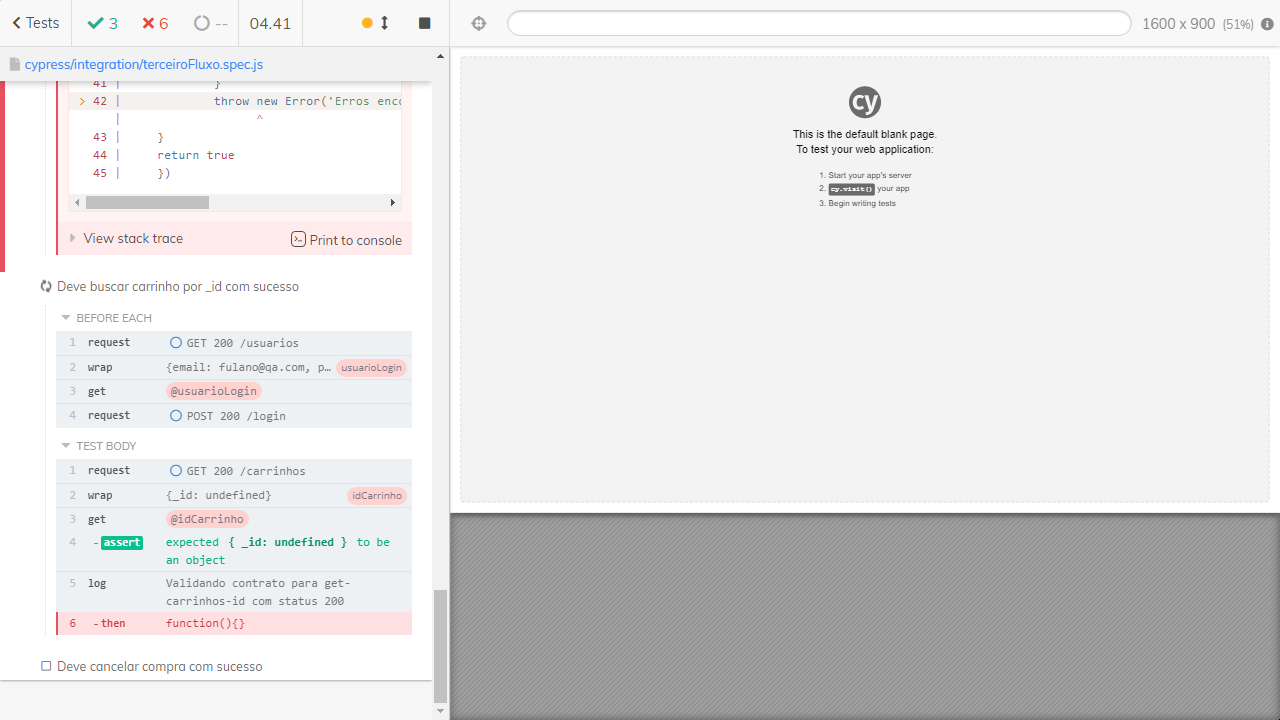 Tests
3
6
--
04.41
1600 x 900 (51%)
cypress/integration/terceiroFluxo.spec.js
41 | }
> 42 | throw new Error('Erros enc
| ^
43 | }
44 | return true
45 | })
View stack trace
Print to console
Deve buscar carrinho por _id com sucesso
BEFORE EACH
1 request GET 200 /usuarios
2 wrap {email: fulano@qa.com, p… usuarioLogin
3 get @usuarioLogin
4 request POST 200 /login
TEST BODY
1 request GET 200 /carrinhos
2 wrap {_id: undefined} idCarrinho
3 get @idCarrinho
4 -assert expected { _id: undefined } to be
an object
5 log Validando contrato para get-
carrinhos-id com status 200
6 -then function(){}
Deve cancelar compra com sucesso
cy
This is the default blank page.
To test your web application:
1. Start your app's server
2. cy.visit() your app
3. Begin writing tests